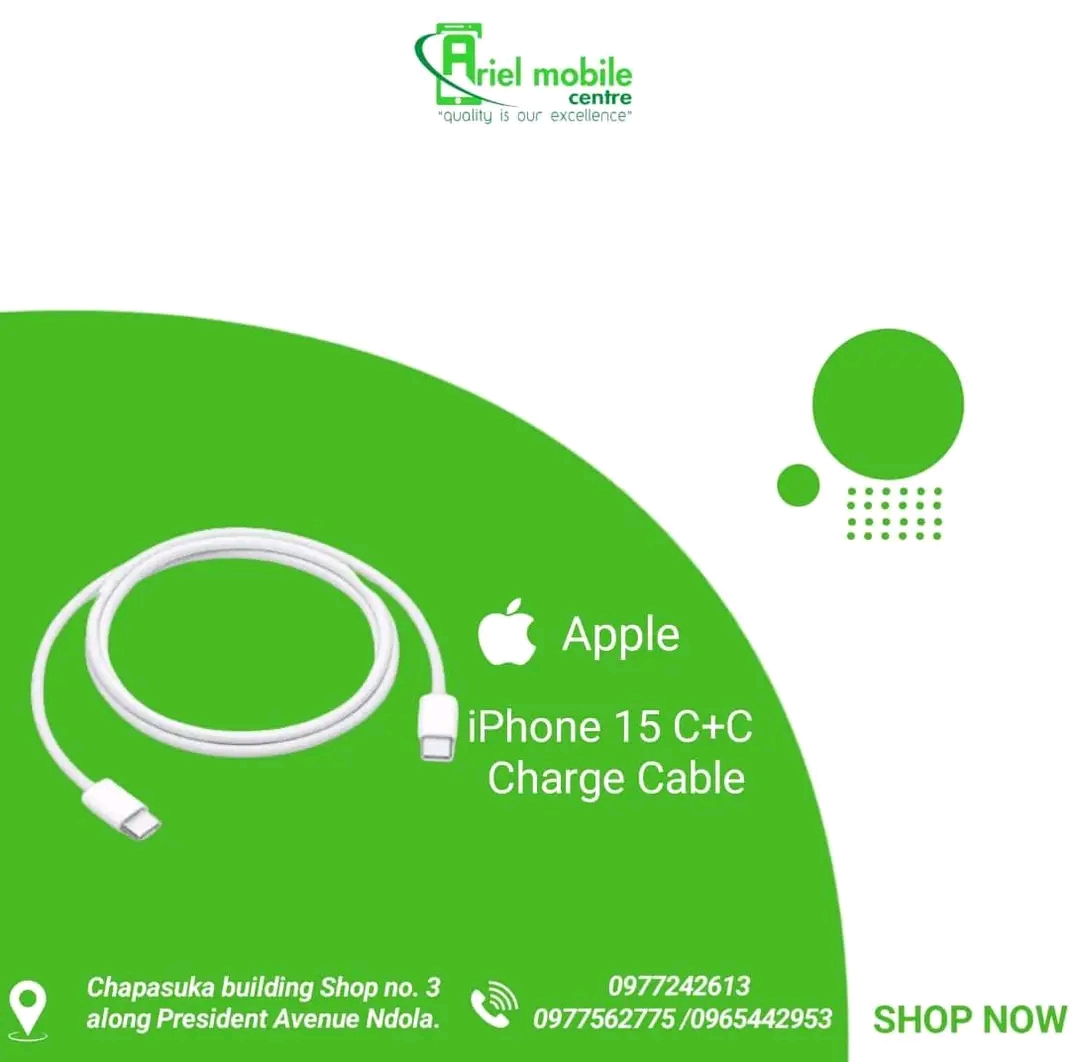 Ariel mobile
centre
"quality is our excellence"
Apple
iPhone 15 C+C
Charge Cable
Chapasuka building Shop no. 3
along President Avenue Ndola.
0977242613
0977562775 /0965442953
SHOP NOW